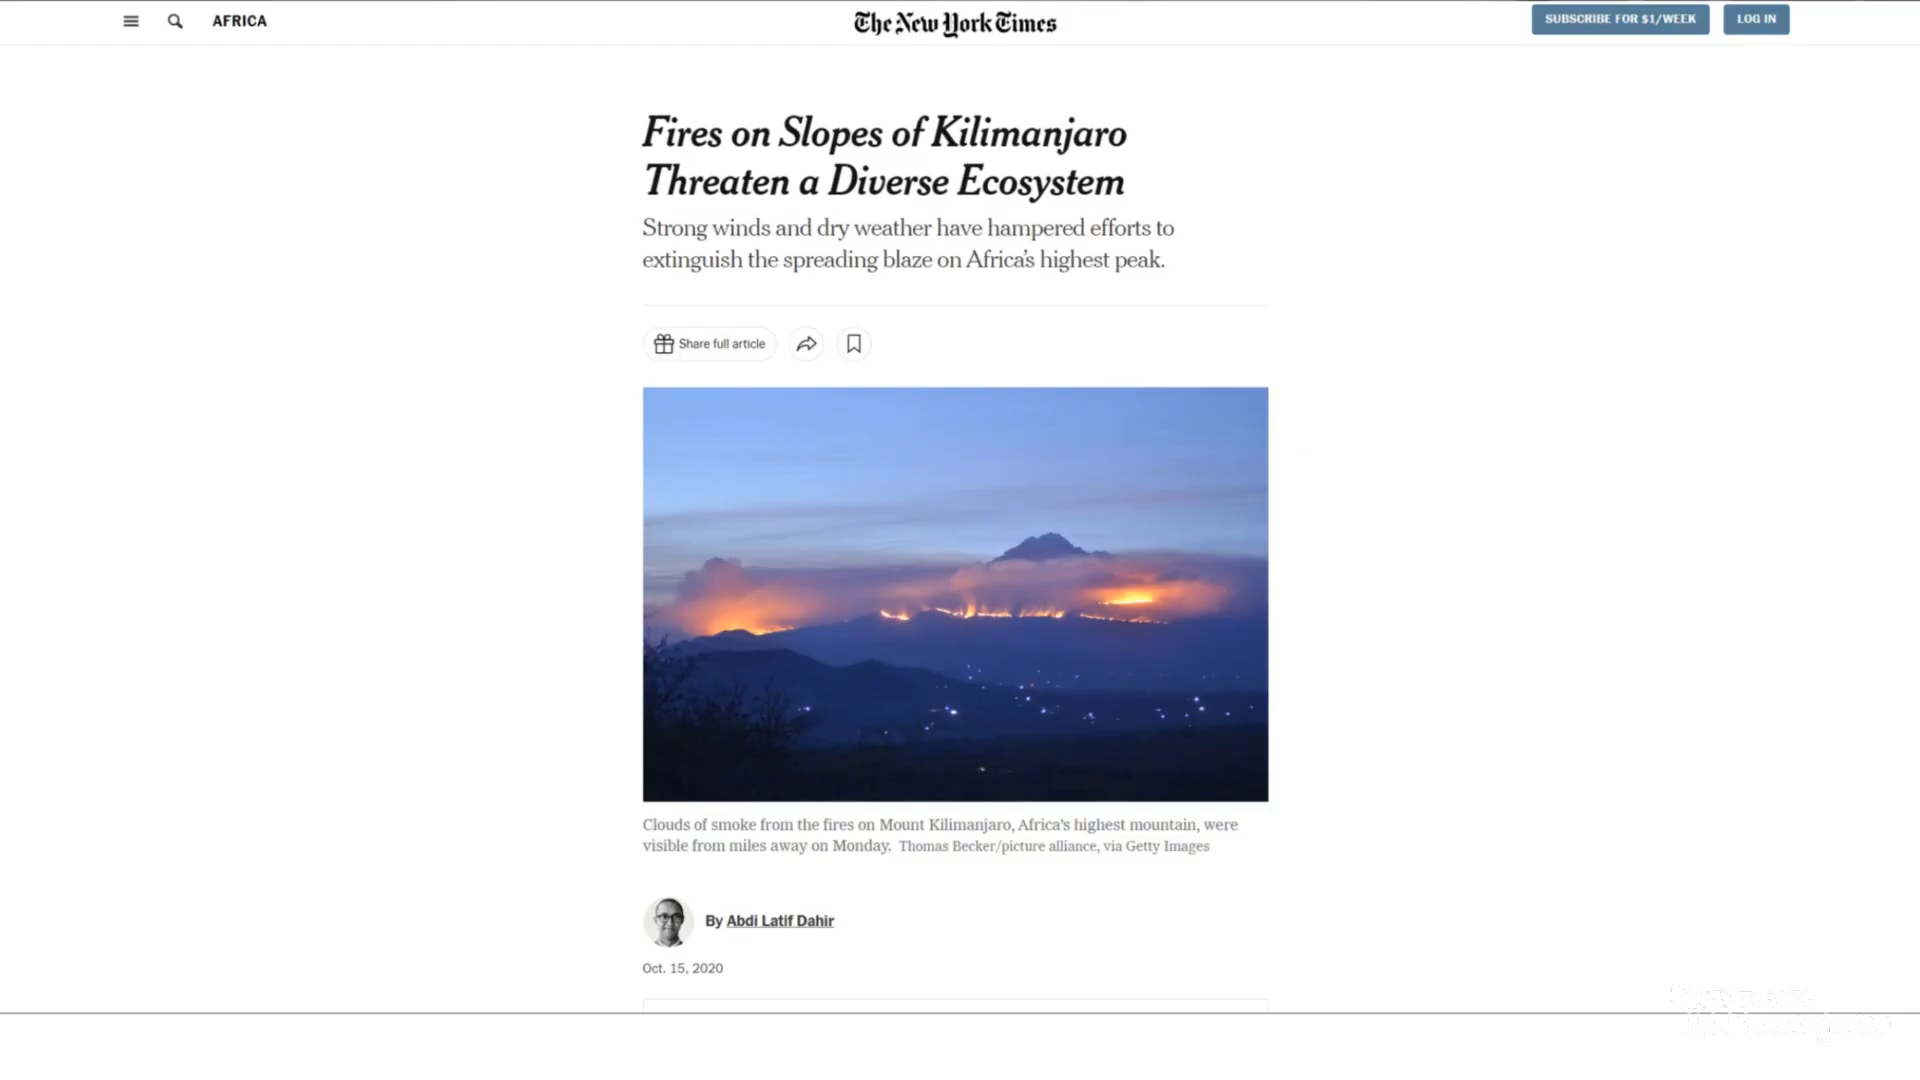 AFRICA
The New York Times
SUBSCRIBE FOR $1/WEEK
LOG IN
Fires on Slopes of Kilimanjaro
Threaten a Diverse Ecosystem
Strong winds and dry weather have hampered efforts to
extinguish the spreading blaze on Africa's highest peak.
Share full article
Clouds of smoke from the fires on Mount Kilimanjaro, Africa's highest mountain, were
visible from miles away on Monday. Thomas Becker/picture alliance, via Getty Images
By Abdi Latif Dahir
Oct. 15, 2020